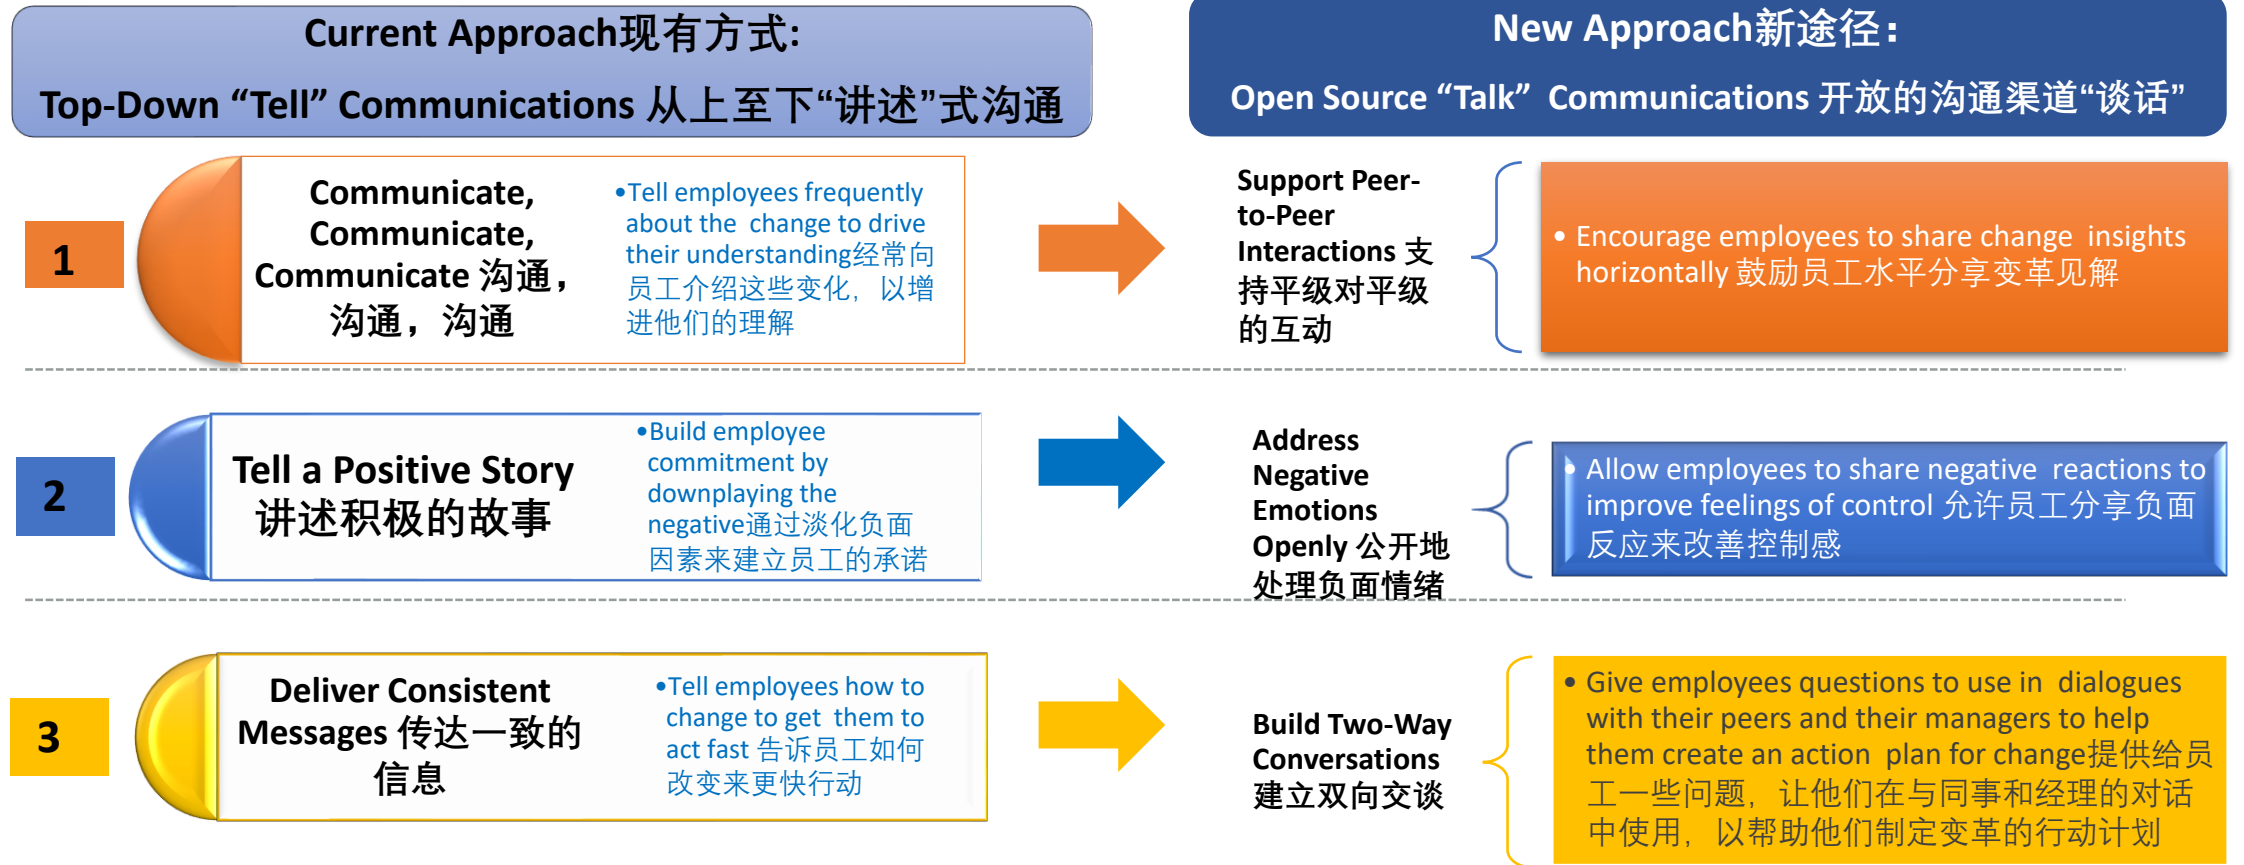 Current Approach现有方式:
Top-Down “Tell” Communications 从上至下“讲述”式沟通
New Approach新途径：
Open Source “Talk” Communications 开放的沟通渠道“谈话”
1
Communicate,
Communicate,
Communicate 沟通，
沟通，沟通
•Tell employees frequently
about the change to drive
their understanding经常向
员工介绍这些变化，以增
进他们的理解
Support Peer-
to-Peer
Interactions 支
持平级对平级
的互动
• Encourage employees to share change insights
horizontally 鼓励员工水平分享变革见解
2
Tell a Positive Story
讲述积极的故事
•Build employee
commitment by
downplaying the
negative通过淡化负面
因素来建立员工的承诺
Address
Negative
Emotions
Openly 公开地
处理负面情绪
• Allow employees to share negative reactions to
improve feelings of control 允许员工分享负面
反应来改善控制感
3
Deliver Consistent
Messages 传达一致的
信息
•Tell employees how to
change to get them to
act fast 告诉员工如何
改变来更快行动
Build Two-Way
Conversations
建立双向交谈
• Give employees questions to use in dialogues
with their peers and their managers to help
them create an action plan for change提供给员
工一些问题，让他们在与同事和经理的对话
中使用，以帮助他们制定变革的行动计划